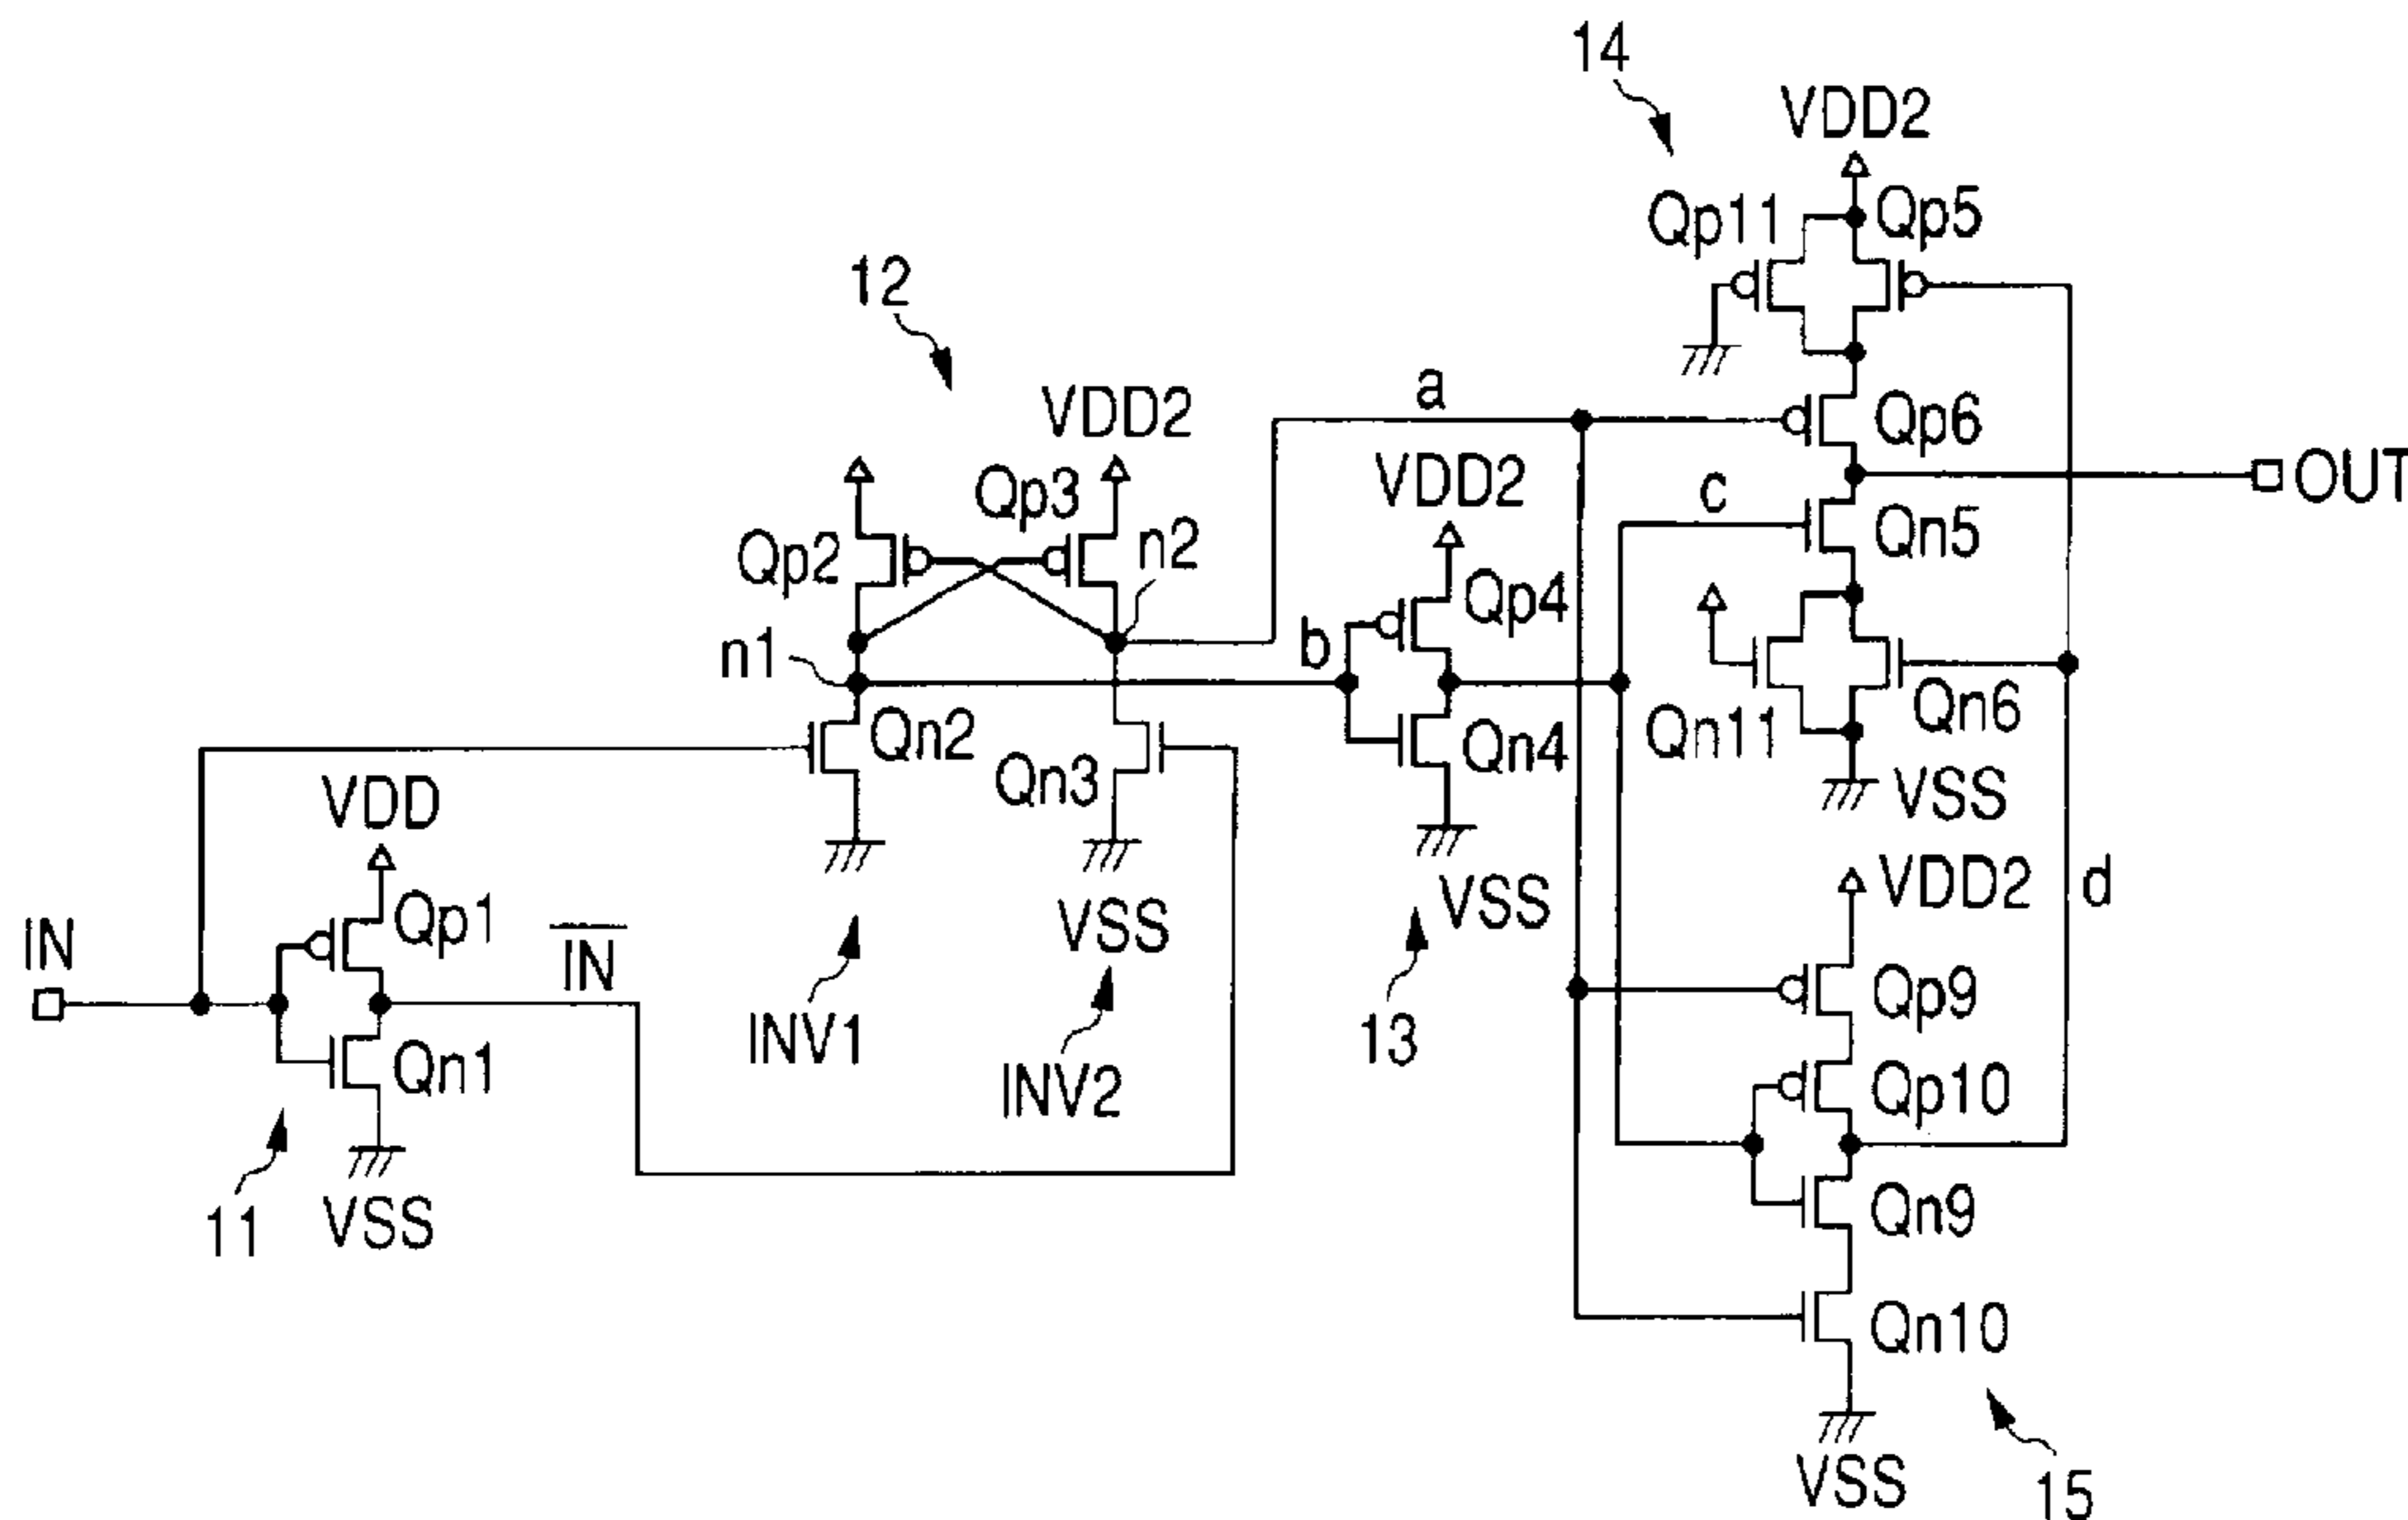 14
VDD2
Qp11
Qp5
12
a
VDD2
Qp6
VDD2
OUT
Qp3
c
Qp2
n2
Qn5
Qp4
b
n1
Qn2
Qn11
Qn6
Qn4
Qn3
VDD
VSS
VDD2
d
Qp1
VSS
IN
IN
VSS
Qp9
INV1
13
Qn1
INV2
Qp10
11
VSS
Qn9
Qn10
VSS
15